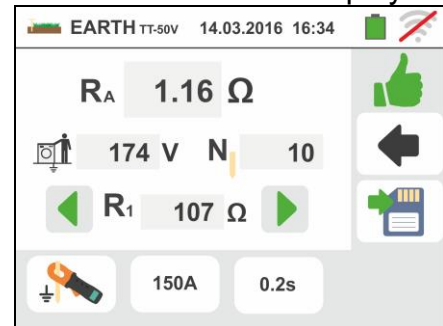 EARTH TT-50V 14.03.2016 16:34
RA 1.16 Ω
174 V N 10
R1 107 Ω
150A 0.2s